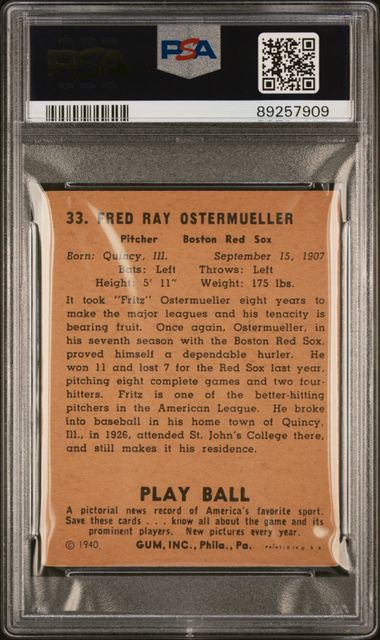 PSA
PSA
89257909
33. FRED RAY OSTERMUELLER
Pitcher Boston Red Sox
Born: Quincy, Ill. September 15, 1907
Bats: Left Throws: Left
Height: 5' 11" Weight: 175 lbs.
It took "Fritz" Ostermueller eight years to
make the major leagues and his tenacity is
bearing fruit. Once again, Ostermueller, in
his seventh season with the Boston Red Sox,
proved himself a dependable hurler. He
won 11 and lost 7 for the Red Sox last year,
pitching eight complete games and two four-
hitters. Fritz is one of the better-hitting
pitchers in the American League. He broke
into baseball in his home town of Quincy,
Ill., in 1926, attended St. John's College there,
and still makes it his residence.
PLAY BALL
A pictorial news record of America's favorite sport.
Save these cards . . . know all about the game and its
prominent players. New pictures every year.
© 1940 GUM, INC., Phila., Pa. PRINTED IN U.S.A.